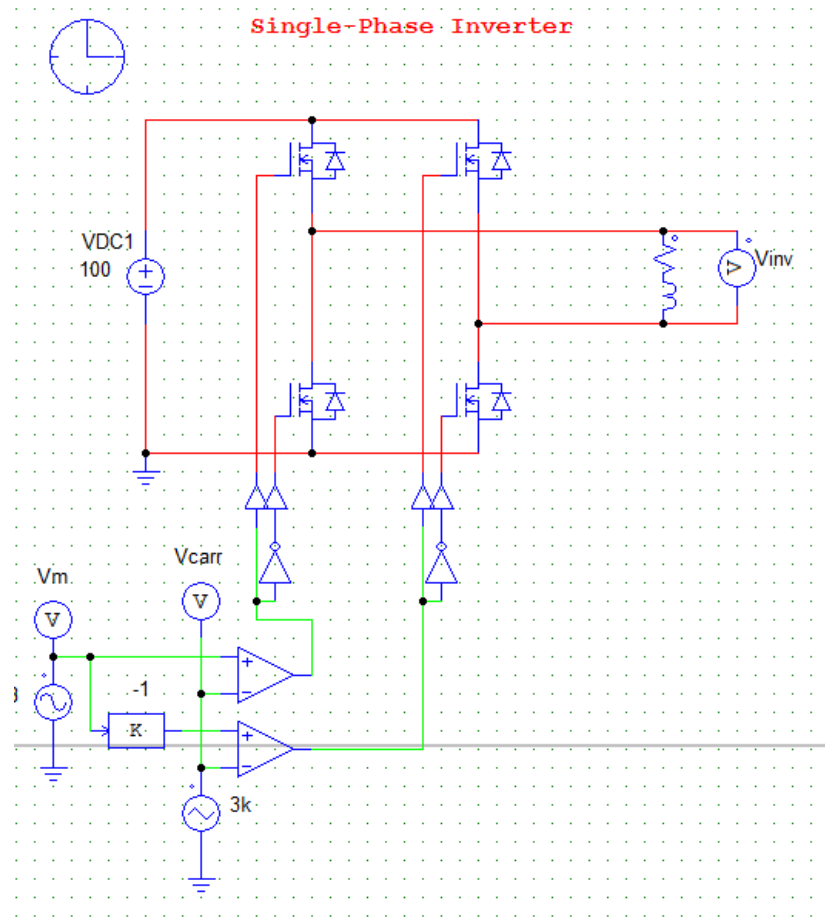 Single-Phase Inverter
VDC1
100
+
−
Vinv
V
Vcarr
Vm
V
V
+
−
-1
K
+
−
3k